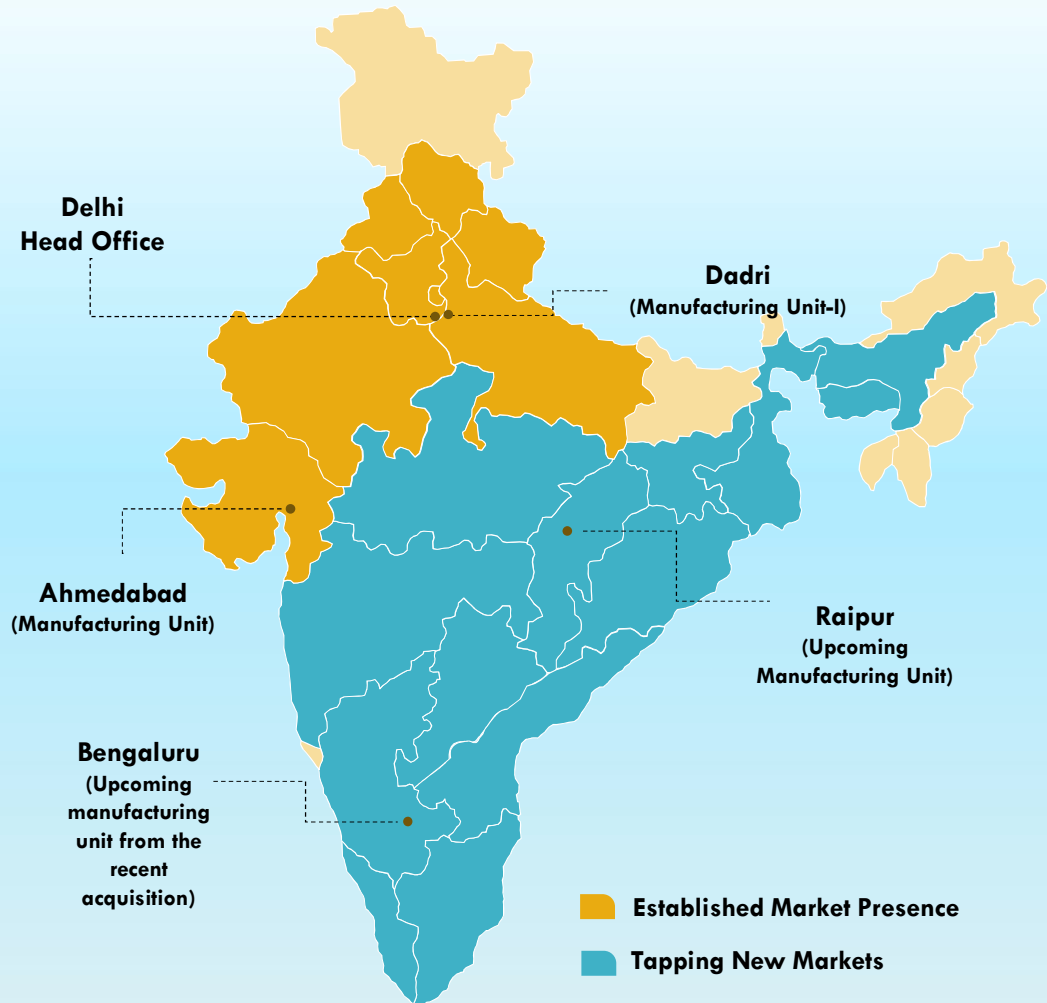 Delhi
Head Office
Dadri
(Manufacturing Unit-I)
Ahmedabad
(Manufacturing Unit)
Raipur
(Upcoming
Manufacturing Unit)
Bengaluru
(Upcoming
manufacturing
unit from the
recent
acquisition)
Established Market Presence
Tapping New Markets